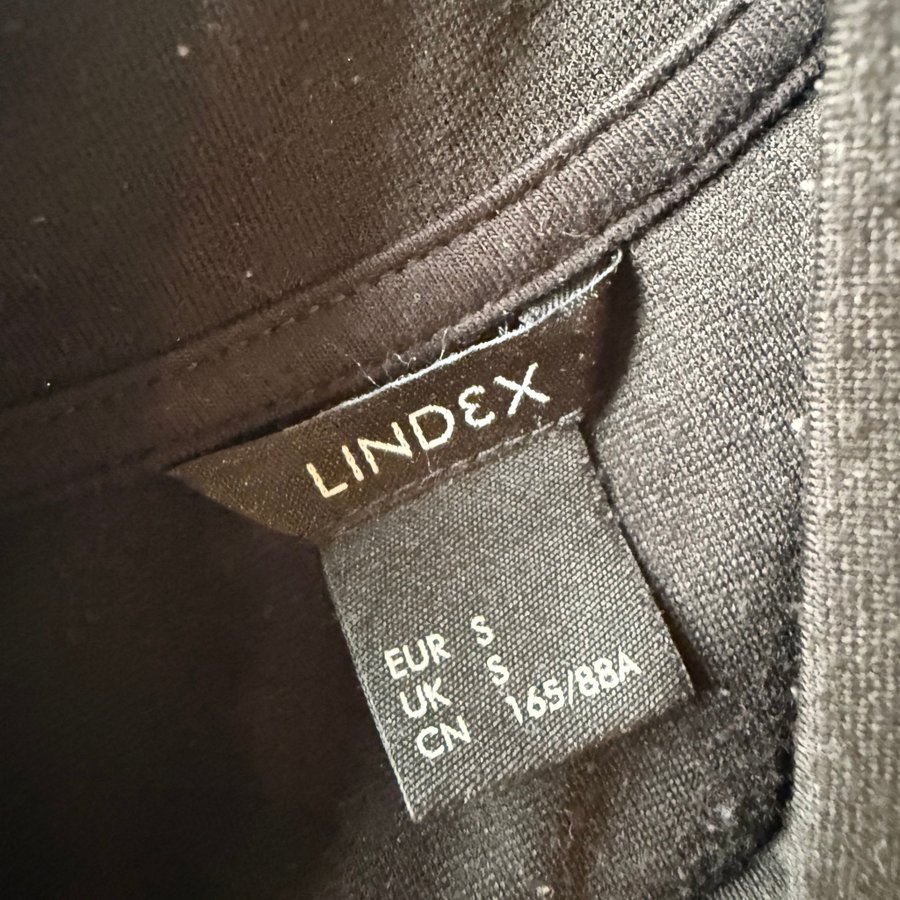 LINDEX
EUR S
UK S
CN 165/88A